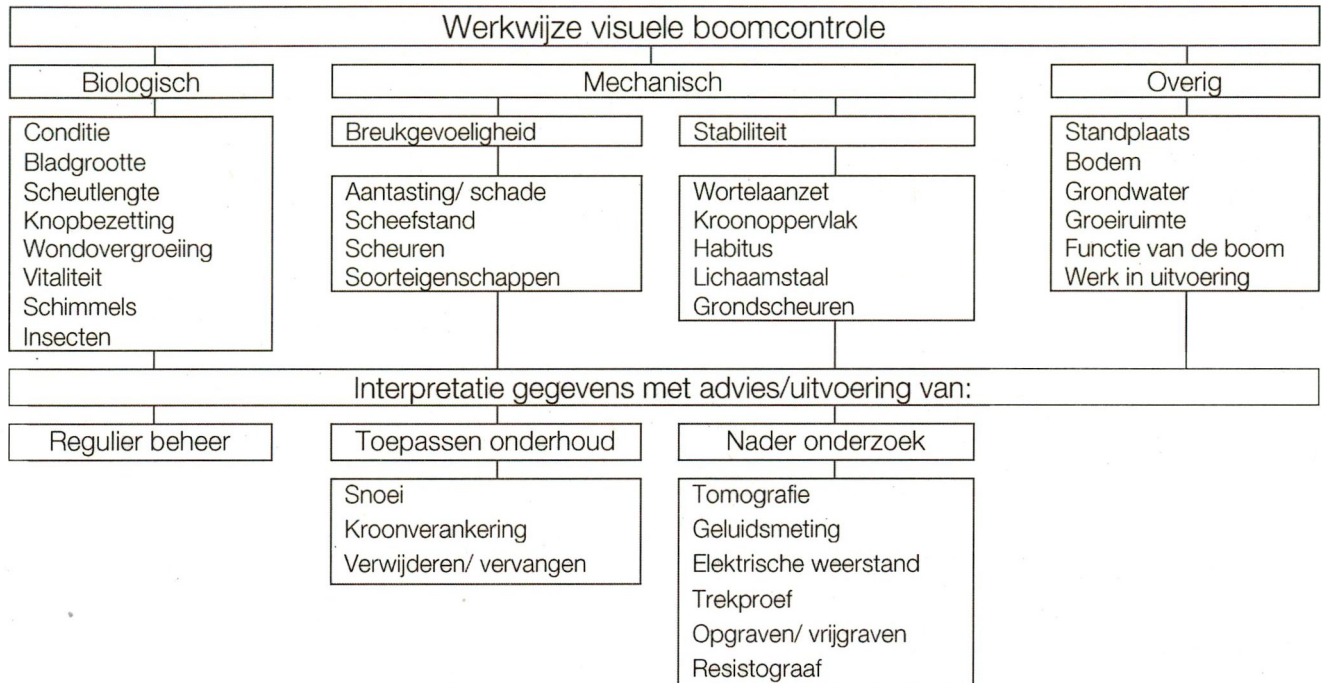 Werkwijze visuele boomcontrole
Biologisch
Mechanisch
Overig
Conditie
Bladgrootte
Scheutlengte
Knopbezetting
Wondovergroeiing
Vitaliteit
Schimmels
Insecten
Breukgevoeligheid
Aantasting/ schade
Scheefstand
Scheuren
Soorteigenschappen
Stabiliteit
Wortelaanzet
Kroonoppervlak
Habitus
Lichaamstaal
Grondscheuren
Standplaats
Bodem
Grondwater
Groeiruimte
Functie van de boom
Werk in uitvoering
Interpretatie gegevens met advies/uitvoering van:
Regulier beheer
Toepassen onderhoud
Snoei
Kroonverankering
Verwijderen/ vervangen
Nader onderzoek
Tomografie
Geluidsmeting
Elektrische weerstand
Trekproef
Opgraven/ vrijgraven
Resistograaf